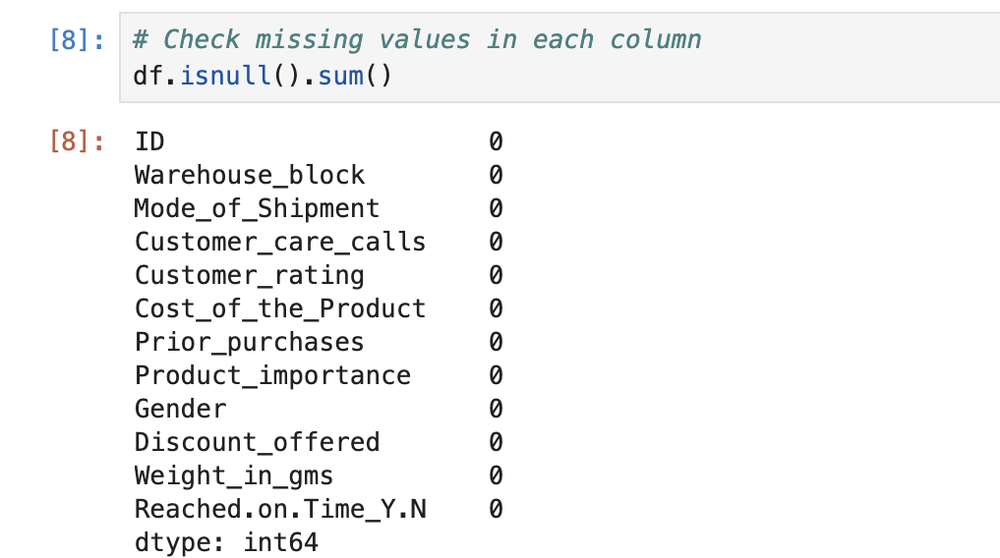 [8]: # Check missing values in each column
df.isnull().sum()
[8]: ID 0
Warehouse_block 0
Mode_of_Shipment 0
Customer_care_calls 0
Customer_rating 0
Cost_of_the_Product 0
Prior_purchases 0
Product_importance 0
Gender 0
Discount_offered 0
Weight_in_gms 0
Reached.on.Time_Y.N 0
dtype: int64